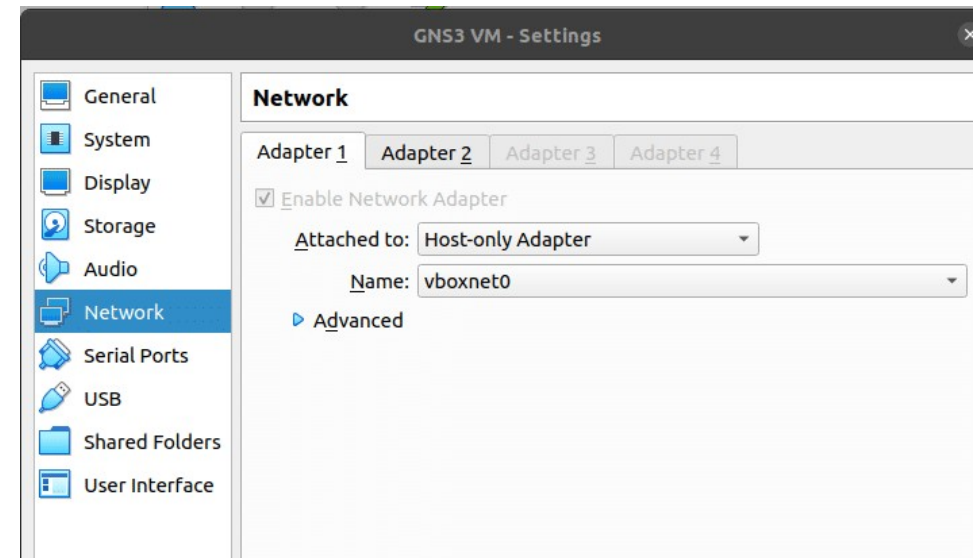 GNS3 VM - Settings
General
System
Display
Storage
Audio
Network
Serial Ports
USB
Shared Folders
User Interface
Network
Adapter 1 Adapter 2 Adapter 3 Adapter 4
Enable Network Adapter
Attached to: Host-only Adapter
Name: vboxnet0
Advanced